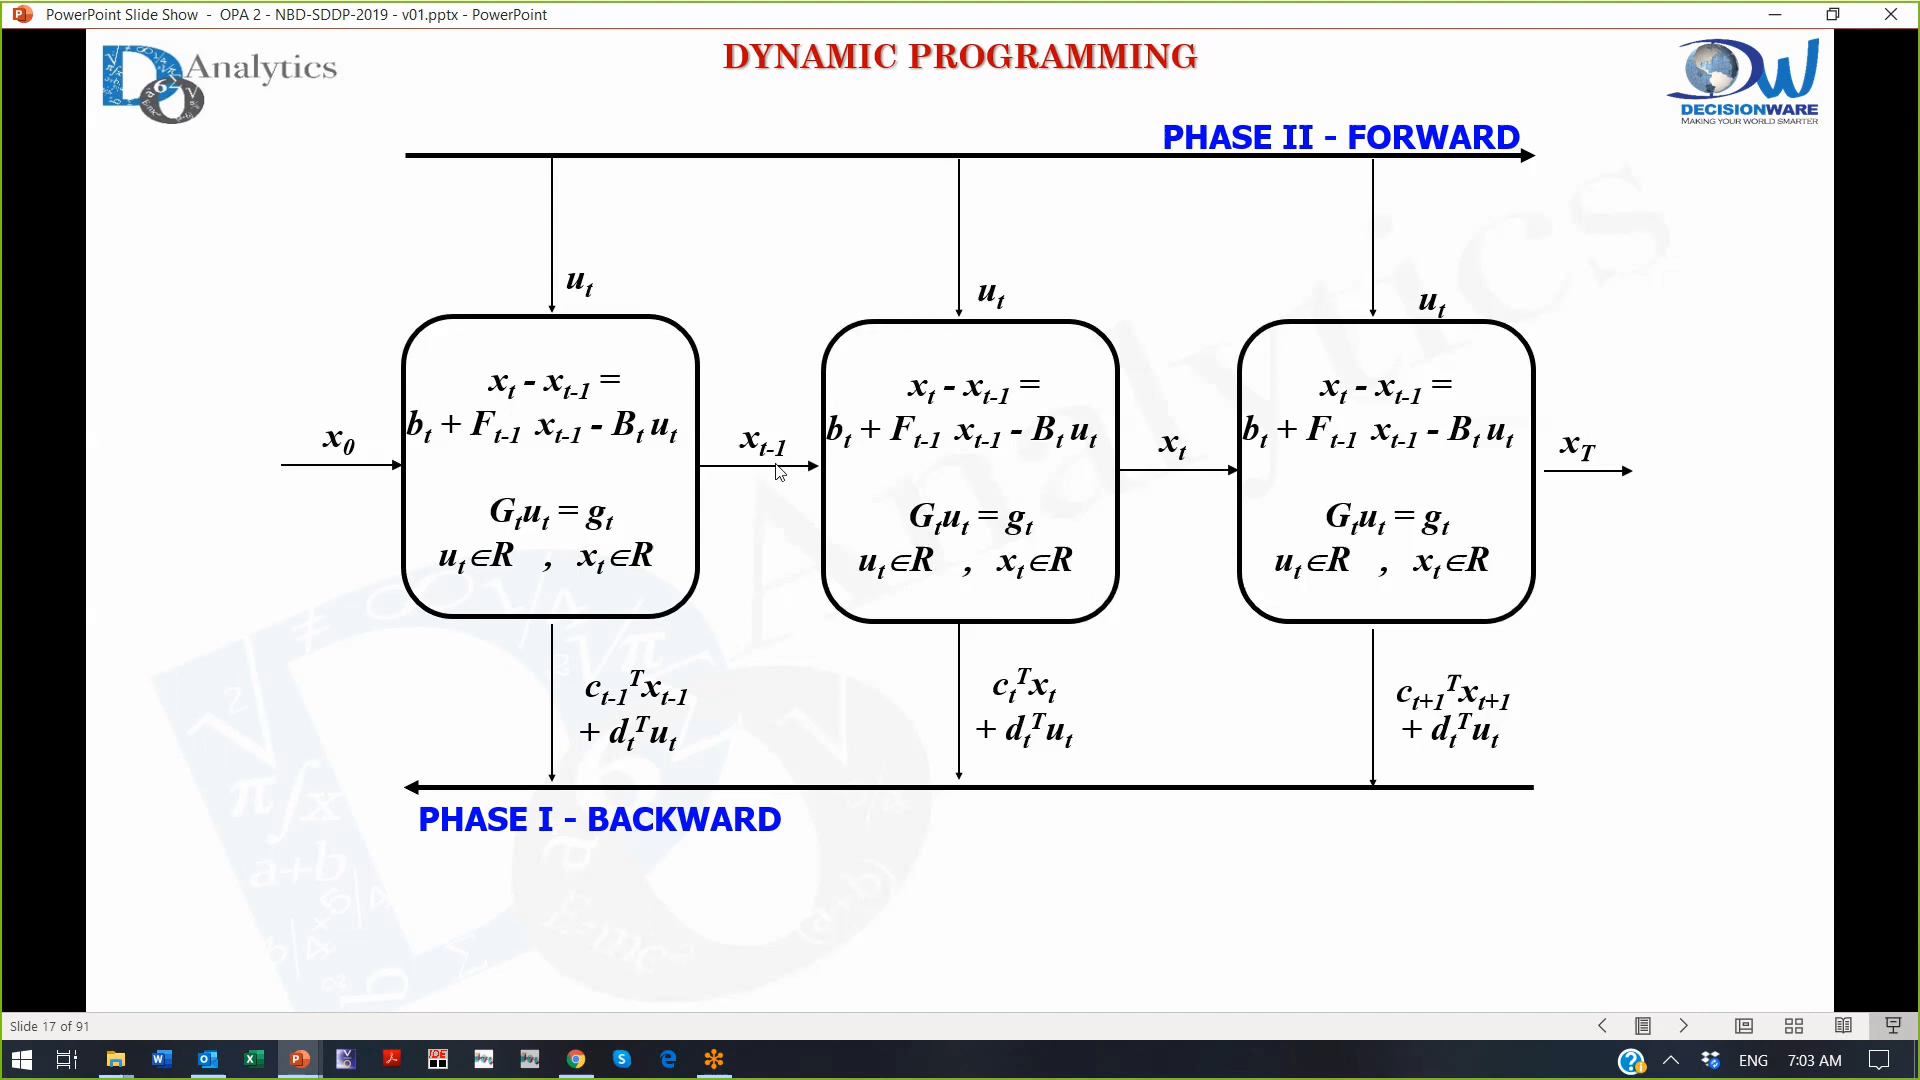 PowerPoint Slide Show - OPA 2 - NBD-SDDP-2019 - v01.pptx - PowerPoint
Analytics
DYNAMIC PROGRAMMING
DW
DECISIONWARE
MAKING YOUR WORLD SMARTER
PHASE II - FORWARD
u_t
u_t
u_t
x_t - x_{t-1} =
b_t + F_{t-1} x_{t-1} - B_t u_t
G_t u_t = g_t
u_t ∈R , x_t ∈R
x_t - x_{t-1} =
b_t + F_{t-1} x_{t-1} - B_t u_t
G_t u_t = g_t
u_t ∈R , x_t ∈R
x_t - x_{t-1} =
b_t + F_{t-1} x_{t-1} - B_t u_t
G_t u_t = g_t
u_t ∈R , x_t ∈R
x_0
x_{t-1}
x_t
x_T
c_{t-1}^T x_{t-1}
+ d_t^T u_t
c_t^T x_t
+ d_t^T u_t
c_{t+1}^T x_{t+1}
+ d_t^T u_t
PHASE I - BACKWARD
Slide 17 of 91
ENG
7:03 AM